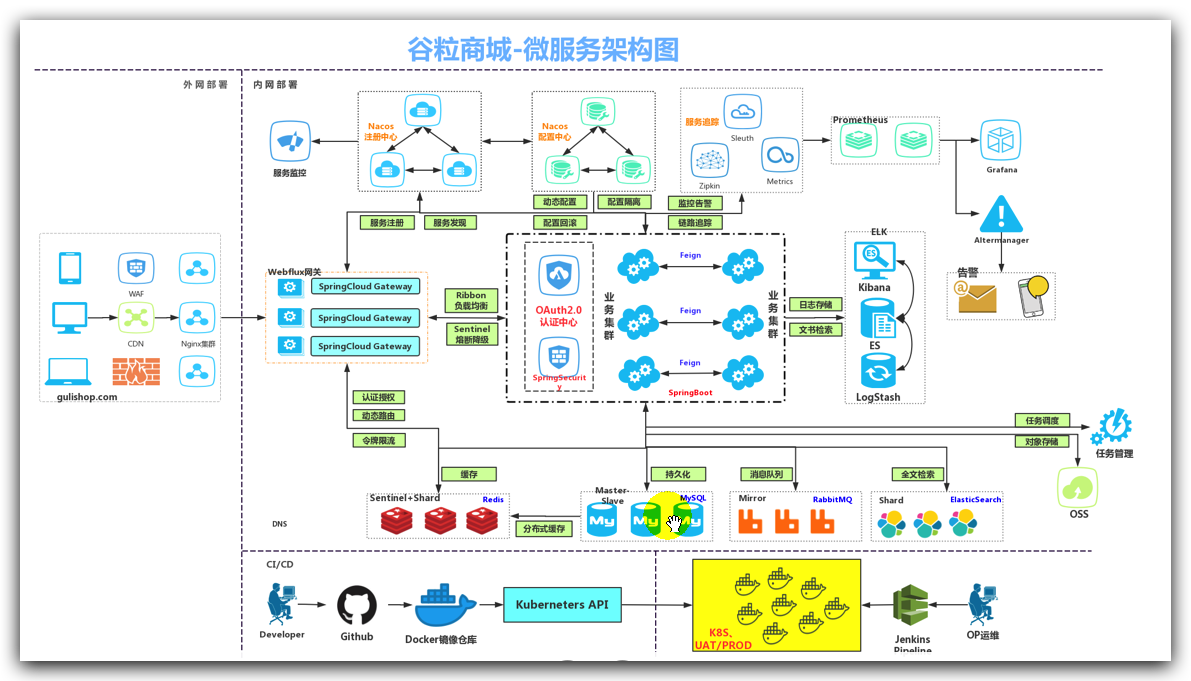 谷粒商城-微服务架构图
外网部署
内网部署
Nacos
注册中心
Nacos
配置中心
服务追踪
Sleuth
Zipkin
Metrics
Prometheus
Grafana
服务监控
Altermanager
告警
服务注册
服务发现
动态配置
配置隔离
配置回滚
监控告警
链路追踪
WAF
CDN
Nginx集群
gulishop.com
Webflux网关
SpringCloud Gateway
SpringCloud Gateway
SpringCloud Gateway
Ribbon
负载均衡
Sentinel
熔断降级
OAuth2.0
认证中心
SpringSecurit
y
业务集群
Feign
Feign
Feign
业务集群
SpringBoot
日志存储
文书检索
ELK
Kibana
ES
LogStash
认证授权
动态路由
令牌限流
任务调度
对象存储
任务管理
OSS
缓存
持久化
消息队列
全文检索
Sentinel+Shard
Redis
分布式缓存
Master-
Slave
MySQL
My
My
My
Mirror
RabbitMQ
Shard
ElasticSearch
DNS
CI/CD
Developer
Github
Docker镜像仓库
Kuberneters API
K8S、
UAT/PROD
Jenkins
Pipeline
OP运维